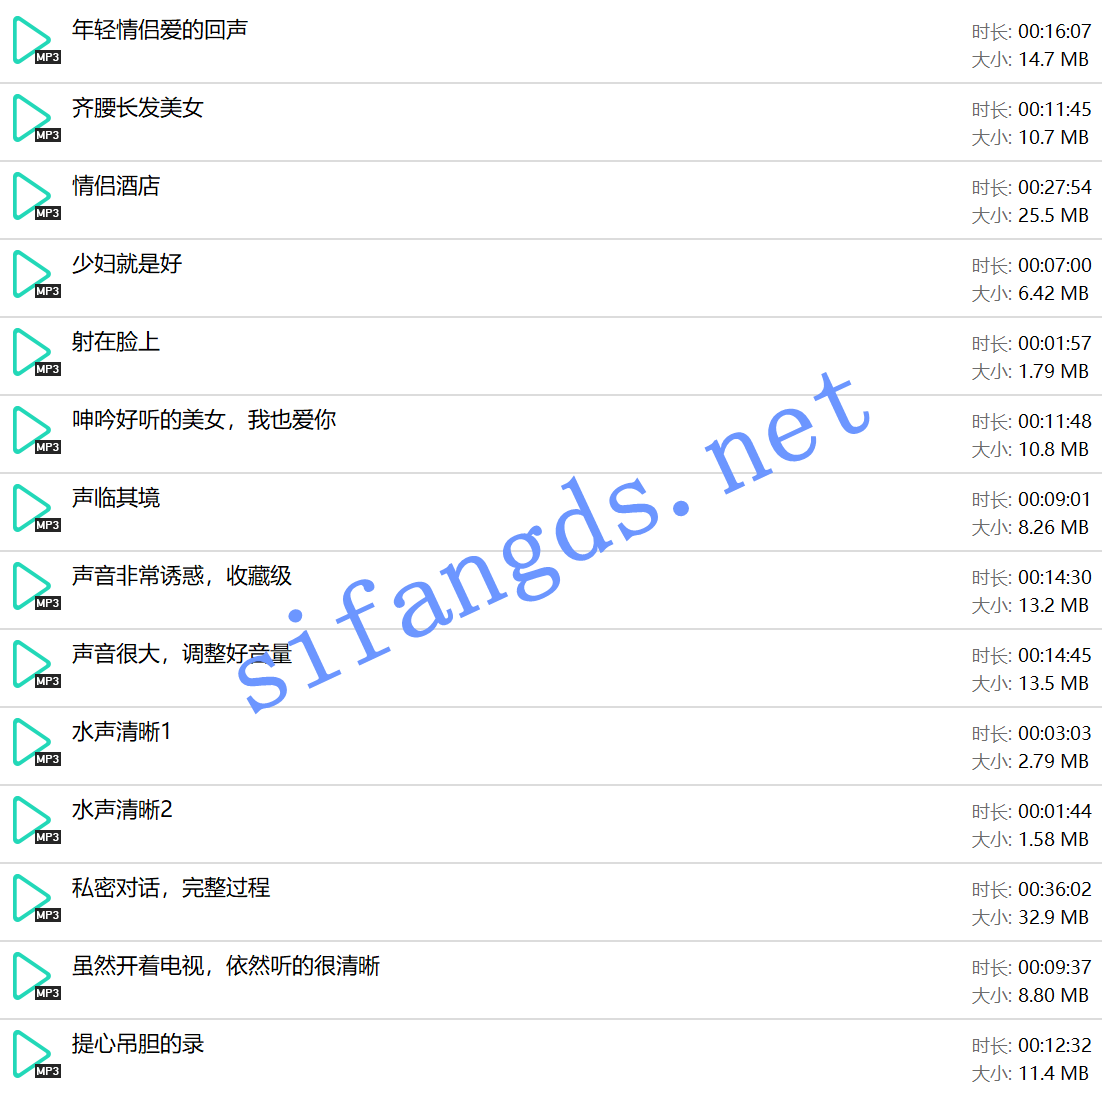 年轻情侣爱的回声
时长: 00:16:07
MP3
大小: 14.7 MB
齐腰长发美女
时长: 00:11:45
MP3
大小: 10.7 MB
情侣酒店
时长: 00:27:54
MP3
大小: 25.5 MB
少妇就是好
时长: 00:07:00
MP3
大小: 6.42 MB
射在脸上
时长: 00:01:57
MP3
大小: 1.79 MB
呻吟好听的美女，我也爱你
时长: 00:11:48
MP3
大小: 10.8 MB
声临其境
时长: 00:09:01
MP3
大小: 8.26 MB
声音非常诱惑，收藏级
时长: 00:14:30
MP3
大小: 13.2 MB
声音很大，调整好音量
时长: 00:14:45
MP3
大小: 13.5 MB
水声清晰1
时长: 00:03:03
MP3
大小: 2.79 MB
水声清晰2
时长: 00:01:44
MP3
大小: 1.58 MB
私密对话，完整过程
时长: 00:36:02
MP3
大小: 32.9 MB
虽然开着电视，依然听的很清晰
时长: 00:09:37
MP3
大小: 8.80 MB
提心吊胆的录
时长: 00:12:32
MP3
大小: 11.4 MB
sifangds.net